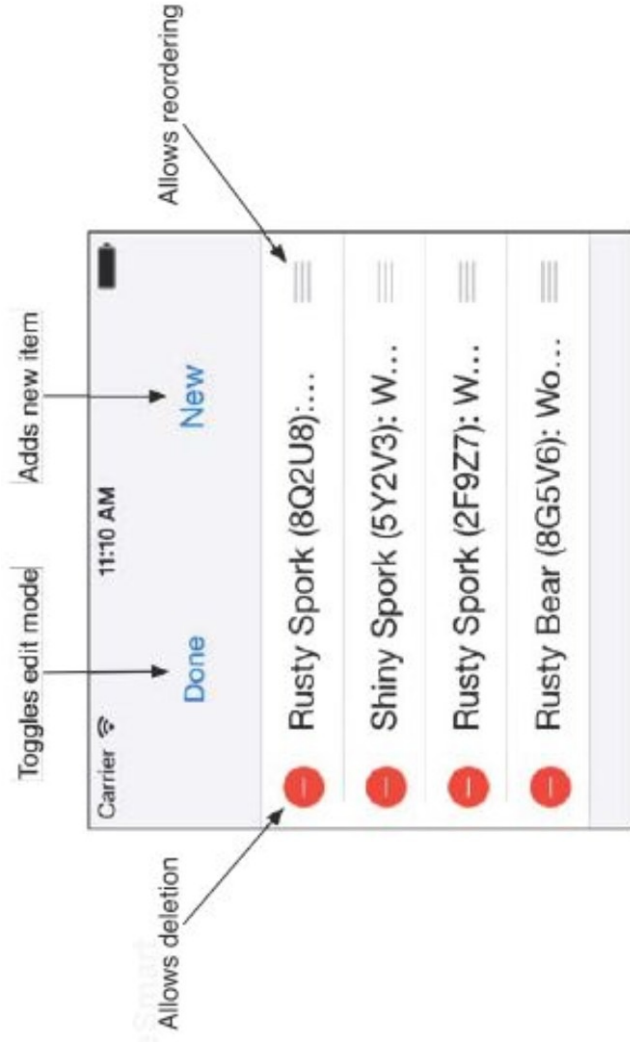 Toggles edit mode
Adds new item
Carrier
11:10 AM
Done
New
Allows deletion
Allows reordering
Rusty Spork (8Q2U8):...
Shiny Spork (5Y2V3): W...
Rusty Spork (2F9Z7): W...
Rusty Bear (8G5V6): Wo...